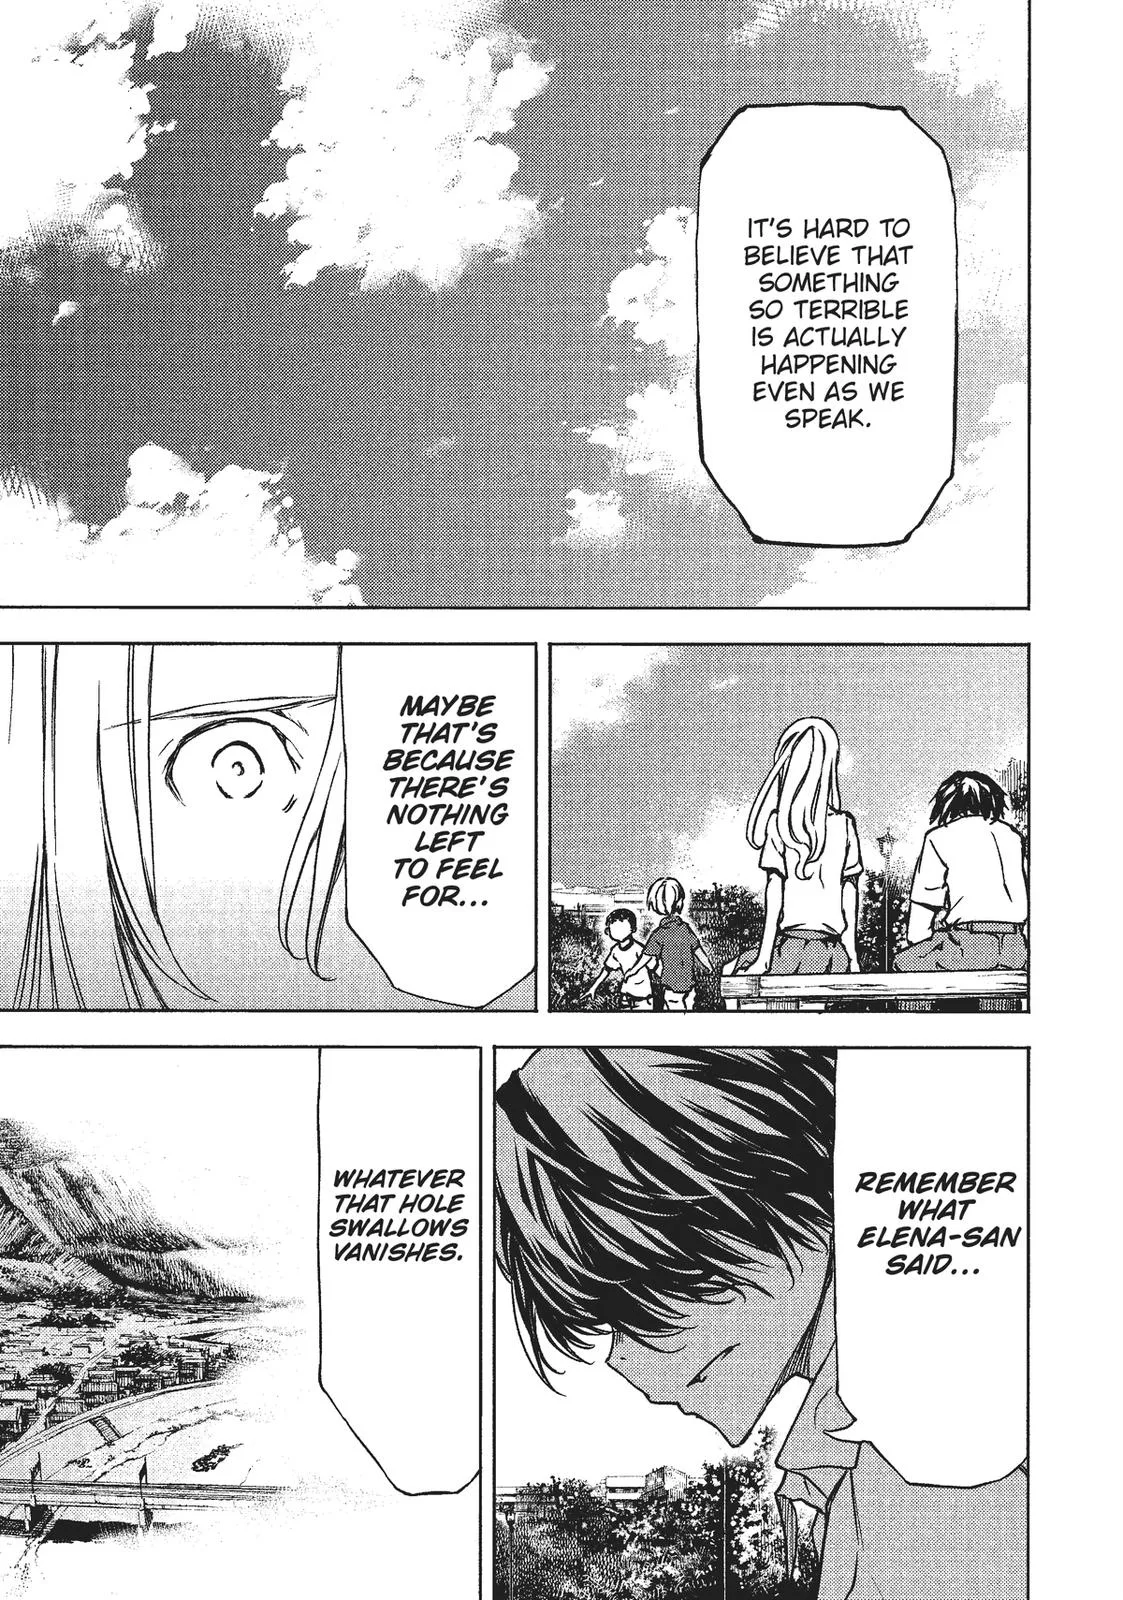 IT'S HARD TO
BELIEVE THAT
SOMETHING
SO TERRIBLE
IS ACTUALLY
HAPPENING
EVEN AS WE
SPEAK.
MAYBE
THAT'S
BECAUSE
THERE'S
NOTHING
LEFT
TO FEEL
FOR...
REMEMBER
WHAT
ELENA-SAN
SAID...
WHATEVER
THAT HOLE
SWALLOWS
VANISHES.